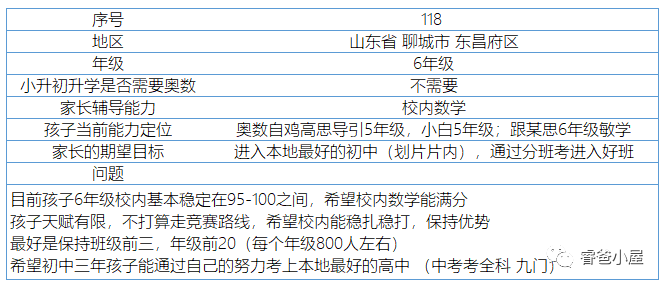 序号 118
地区 山东省 聊城市 东昌府区
年级 6年级
小升初升学是否需要奥数 不需要
家长辅导能力 校内数学
孩子当前能力定位 奥数自鸡高思导引5年级，小白5年级；跟某思6年级敏学
家长的期望目标 进入本地最好的初中（划片片内），通过分班考进入好班
问题
目前孩子6年级校内基本稳定在95-100之间，希望校内数学能满分
孩子天赋有限，不打算走竞赛路线，希望校内能稳扎稳打，保持优势
最好是保持班级前三，年级前20（每个年级800人左右）
希望初中三年孩子能通过自己的努力考上本地最好的高中 （中考考全科 九门）
睿爸小屋